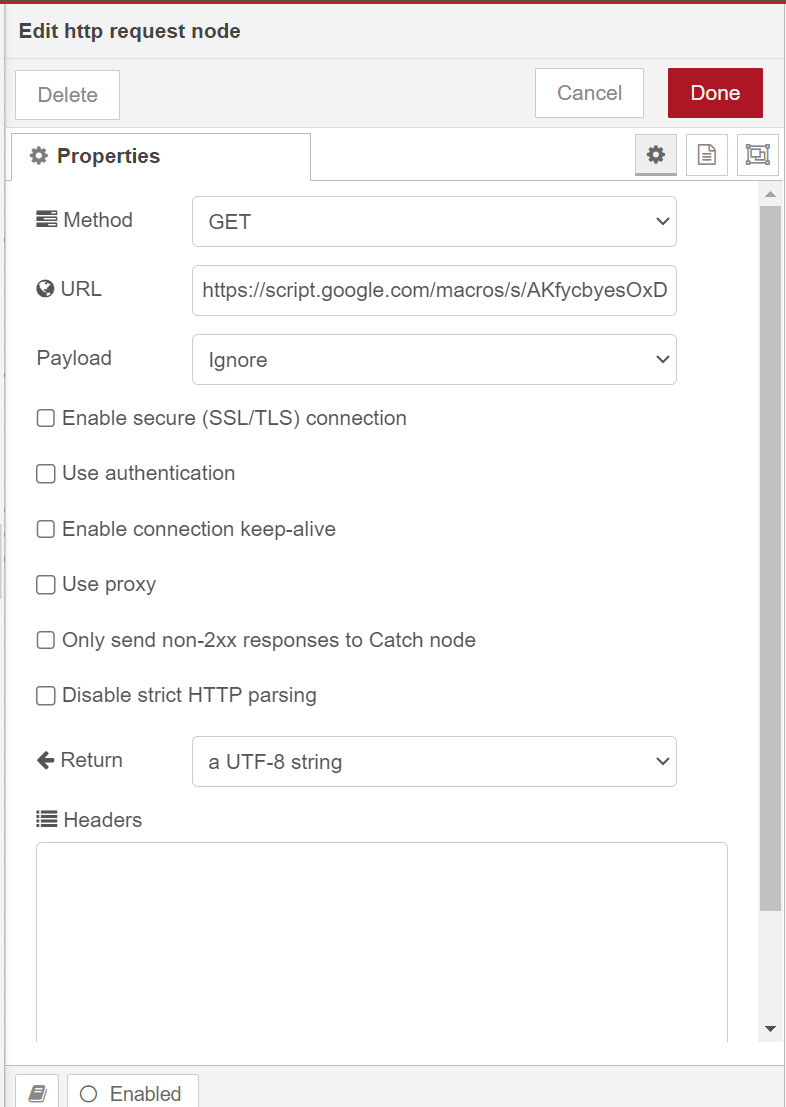 Edit http request node
Delete
Cancel
Done
Properties
Method
GET
URL
https://script.google.com/macros/s/AKfycbyesOxD
Payload
Ignore
Enable secure (SSL/TLS) connection
Use authentication
Enable connection keep-alive
Use proxy
Only send non-2xx responses to Catch node
Disable strict HTTP parsing
Return
a UTF-8 string
Headers
Enabled